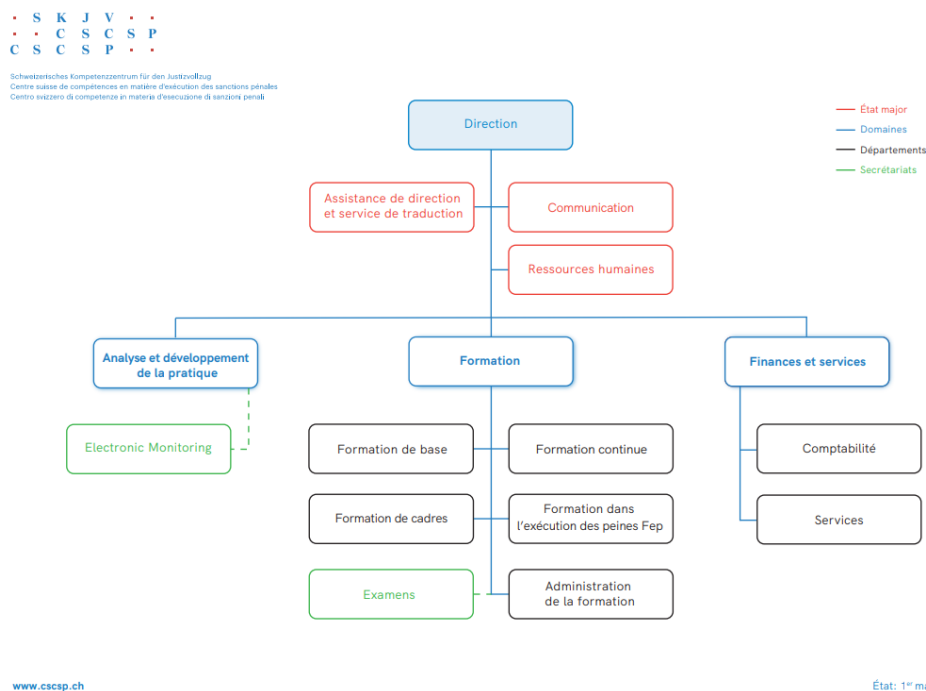 S K J V
C S C S P
C S C S P
Schweizerisches Kompetenzzentrum für den Justizvollzug
Centre suisse de compétences en matière d'exécution des sanctions pénales
Centro svizzero di competenze in materia d'esecuzione di sanzioni penali
Direction
État major
Domaines
Départements
Secrétariats
Assistance de direction
et service de traduction
Communication
Ressources humaines
Analyse et développement
de la pratique
Formation
Finances et services
Electronic Monitoring
Formation de base
Formation continue
Comptabilité
Formation de cadres
Formation dans
l'exécution des peines Fep
Services
Examens
Administration
de la formation
www.cscsp.ch
État: 1er